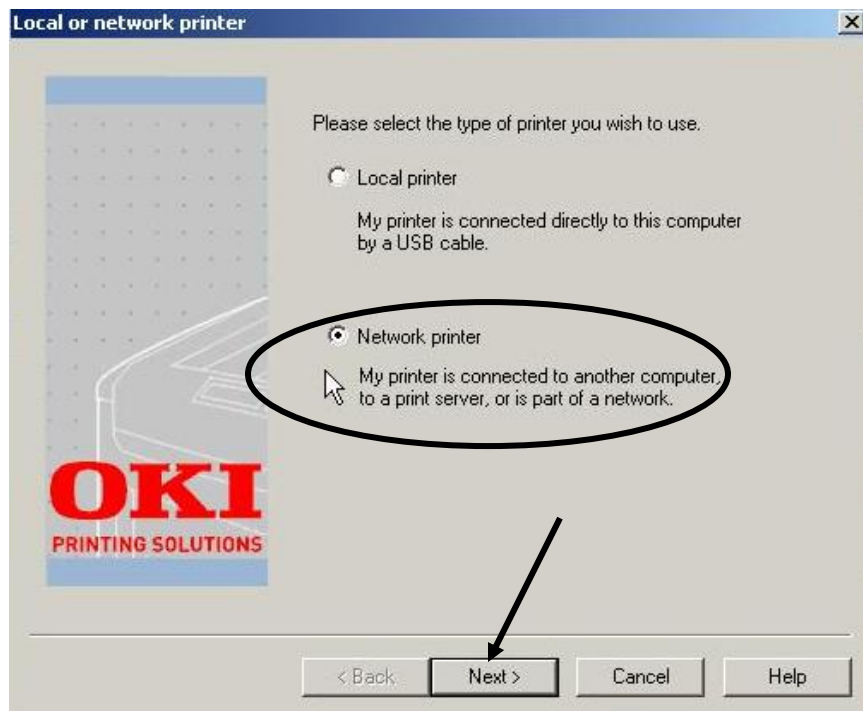 Local or network printer
Please select the type of printer you wish to use.
Local printer
My printer is connected directly to this computer
by a USB cable.
Network printer
My printer is connected to another computer,
to a print server, or is part of a network.
OKI
PRINTING SOLUTIONS
< Back
Next >
Cancel
Help